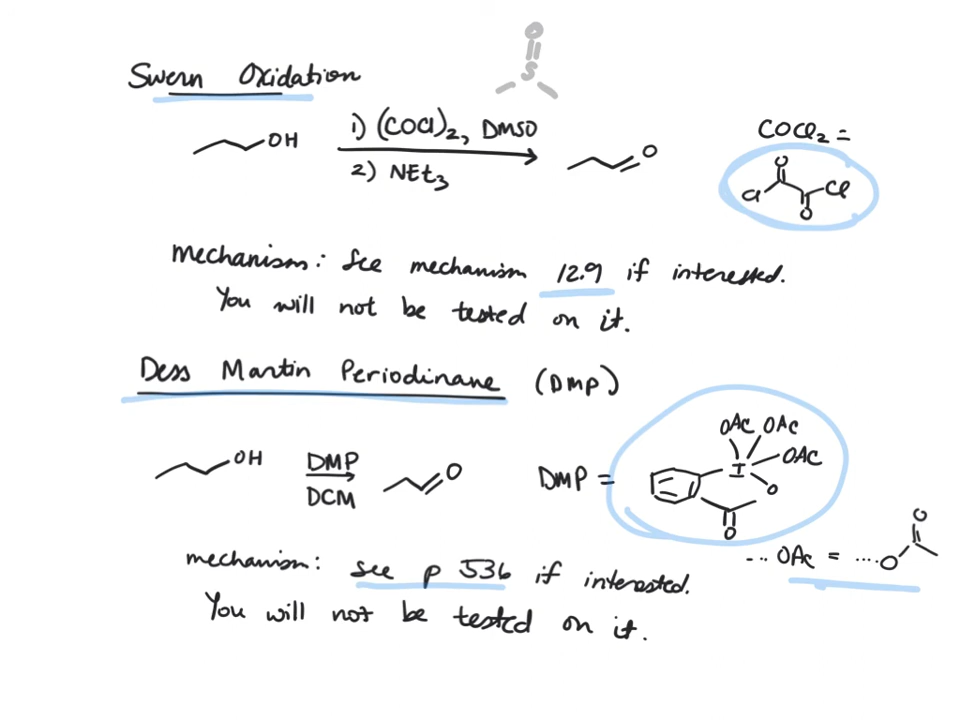 O
S
Swern Oxidation
OH
1) (COCl)2, DMSO
2) NEt3
O
COCl2 =
O
Cl
Cl
O
mechanism: See mechanism 12.9 if interested.
You will not be tested on it.
Dess Martin Periodinane (DMP)
OH
DMP
DCM
O
DMP =
OAc OAc
OAc
I
O
O
... OAc = ....O
O
mechanism: see p 536 if interested.
You will not be tested on it.